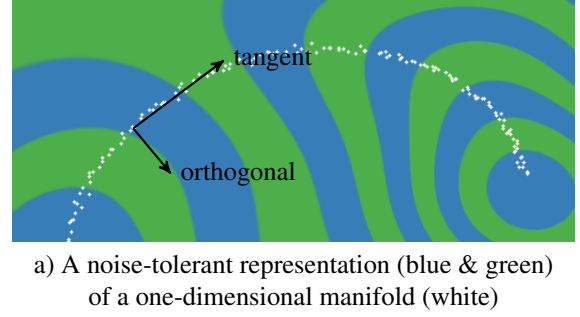 tangent
orthogonal
a) A noise-tolerant representation (blue & green)
of a one-dimensional manifold (white)